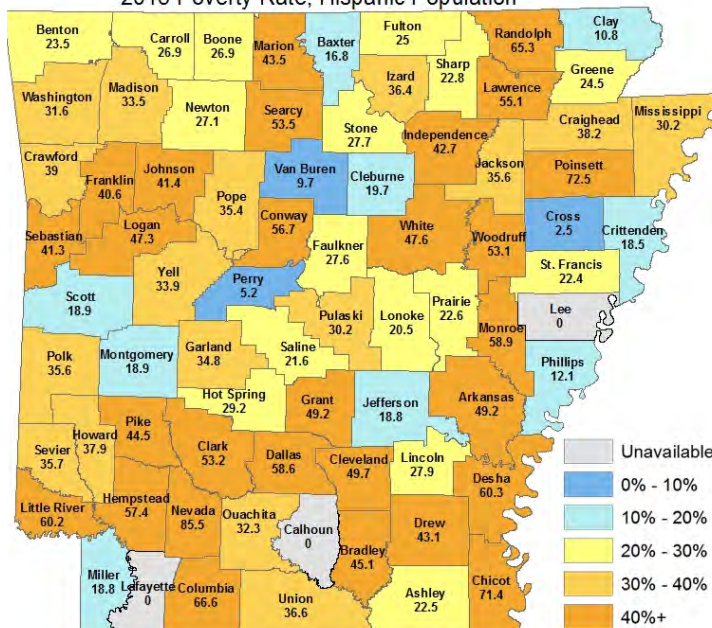 2016 Poverty Rate, Hispanic Population
Benton
23.5
Carroll
26.9
Boone
26.9
Marion
43.5
Baxter
16.8
Fulton
25
Randolph
65.3
Clay
10.8
Izard
36.4
Sharp
22.8
Greene
24.5
Lawrence
55.1
Washington
31.6
Madison
33.5
Newton
27.1
Searcy
53.5
Stone
27.7
Independence
42.7
Craighead
38.2
Mississippi
30.2
Jackson
35.6
Poinsett
72.5
Crawford
39
Franklin
40.6
Johnson
41.4
Pope
35.4
Van Buren
9.7
Cleburne
19.7
Conway
56.7
White
47.6
Woodruff
53.1
Cross
2.5
Crittenden
18.5
Sebastian
41.3
Logan
47.3
Faulkner
27.6
St. Francis
22.4
Yell
33.9
Perry
5.2
Scott
18.9
Pulaski
30.2
Lonoke
20.5
Prairie
22.6
Monroe
58.9
Lee
0
Polk
35.6
Montgomery
18.9
Garland
34.8
Saline
21.6
Phillips
12.1
Hot Spring
29.2
Grant
49.2
Jefferson
18.8
Arkansas
49.2
Pike
44.5
Howard
37.9
Sevier
35.7
Clark
53.2
Dallas
58.6
Cleveland
49.7
Lincoln
27.9
Desha
60.3
Little River
60.2
Hempstead
57.4
Nevada
85.5
Ouachita
32.3
Calhoun
0
Bradley
45.1
Drew
43.1
Miller
18.8
Lafayette
0
Columbia
66.6
Union
36.6
Ashley
22.5
Chicot
71.4
Unavailable
0% - 10%
10% - 20%
20% - 30%
30% - 40%
40%+